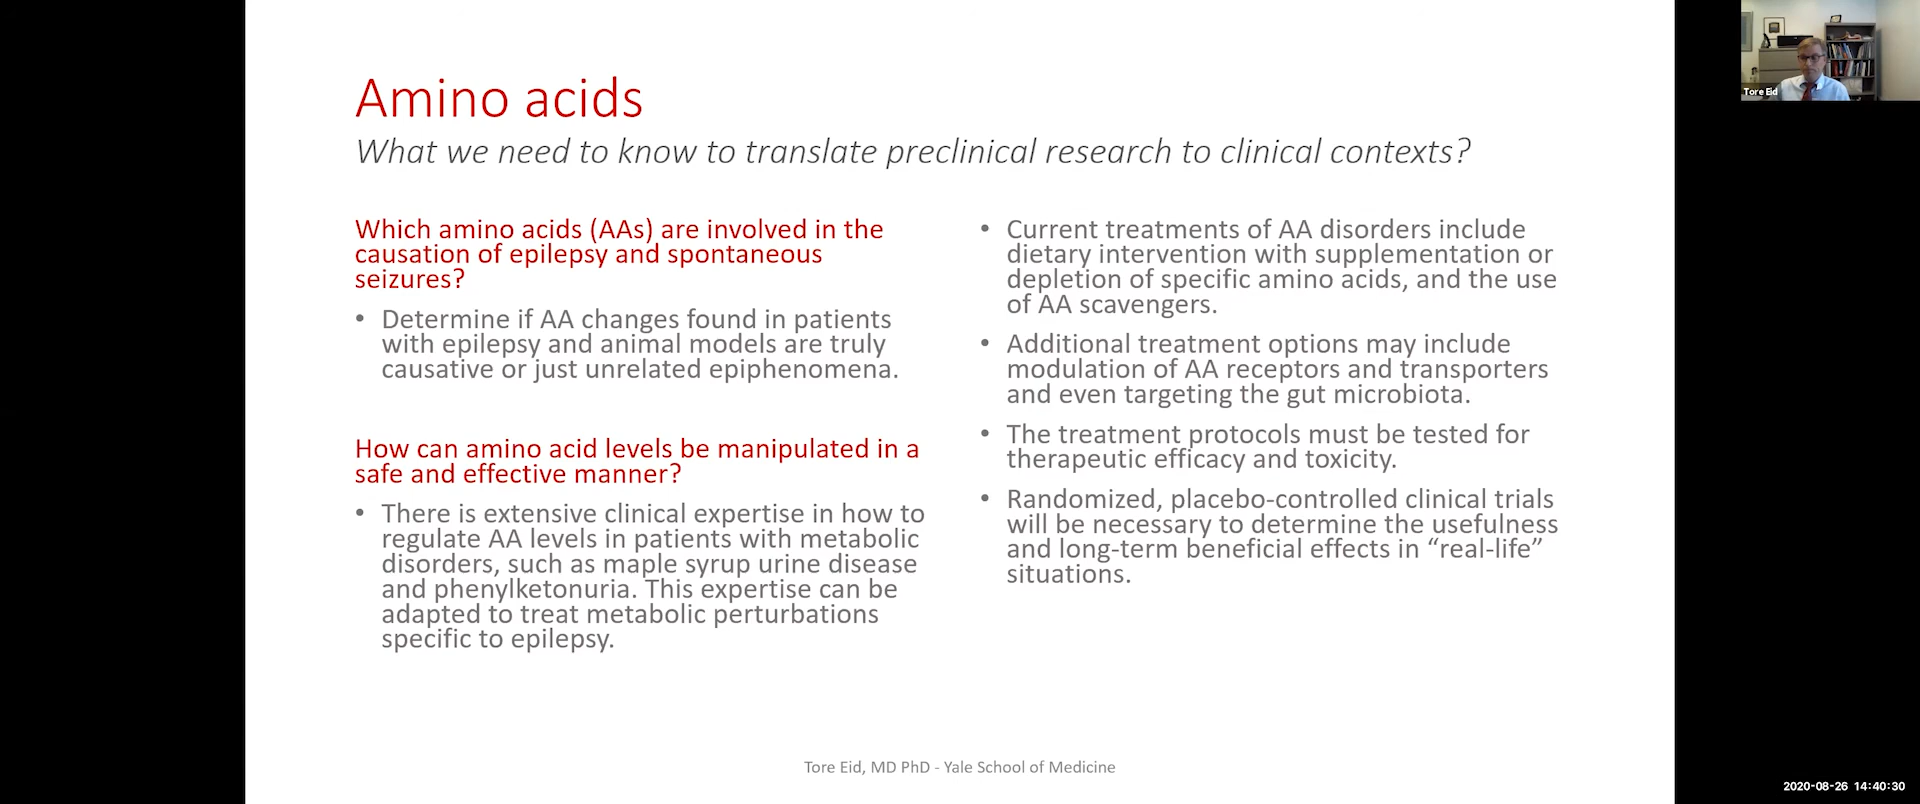 Amino acids
What we need to know to translate preclinical research to clinical contexts?
Which amino acids (AAs) are involved in the
causation of epilepsy and spontaneous
seizures?
• Determine if AA changes found in patients
with epilepsy and animal models are truly
causative or just unrelated epiphenomena.
How can amino acid levels be manipulated in a
safe and effective manner?
• There is extensive clinical expertise in how to
regulate AA levels in patients with metabolic
disorders, such as maple syrup urine disease
and phenylketonuria. This expertise can be
adapted to treat metabolic perturbations
specific to epilepsy.
• Current treatments of AA disorders include
dietary intervention with supplementation or
depletion of specific amino acids, and the use
of AA scavengers.
• Additional treatment options may include
modulation of AA receptors and transporters
and even targeting the gut microbiota.
• The treatment protocols must be tested for
therapeutic efficacy and toxicity.
• Randomized, placebo-controlled clinical trials
will be necessary to determine the usefulness
and long-term beneficial effects in “real-life”
situations.
Tore Eid, MD PhD - Yale School of Medicine
Tore Eid
2020-08-26 14:40:30